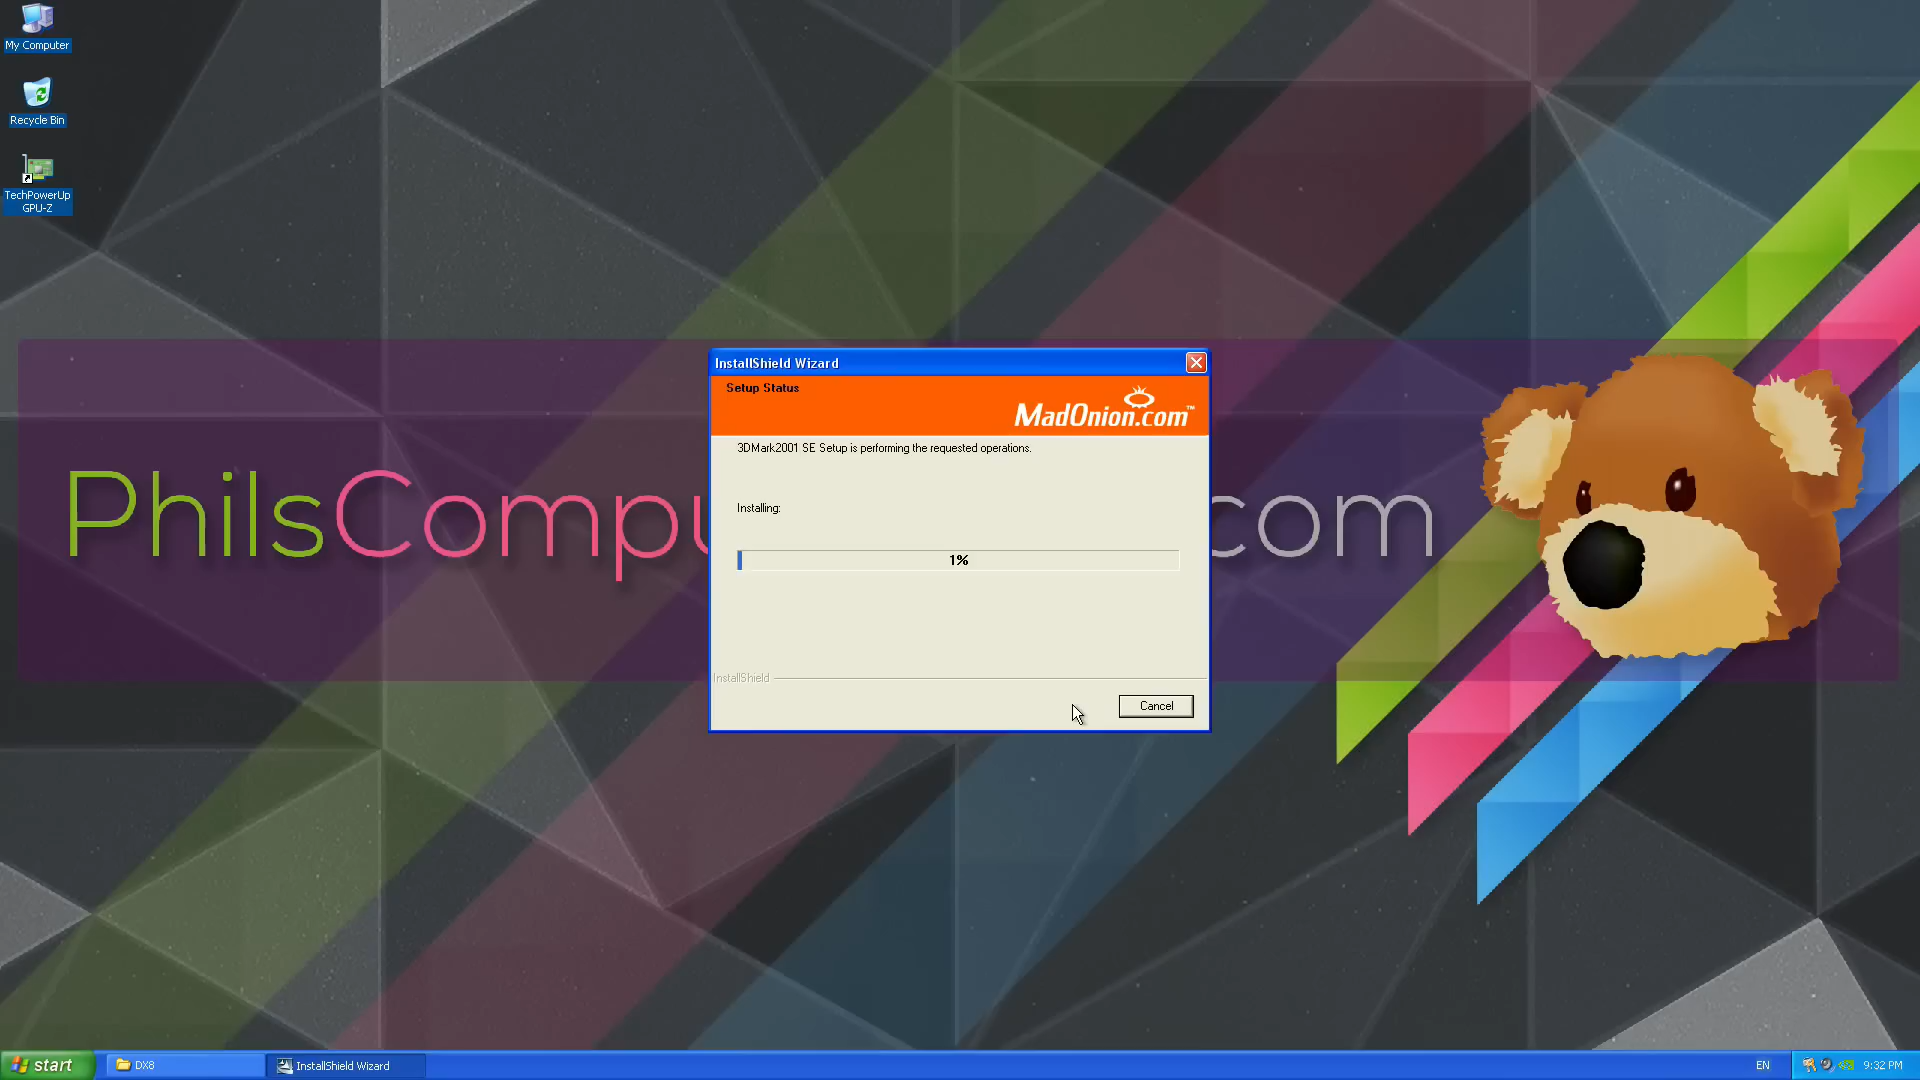 My Computer
Recycle Bin
TechPowerUp
GPU-Z
PhilsCompu
.com
InstallShield Wizard
Setup Status
MadOnion.com™
3DMark2001 SE Setup is performing the requested operations.
Installing:
1%
InstallShield
Cancel
start
DX8
InstallShield Wizard
EN
9:32 PM